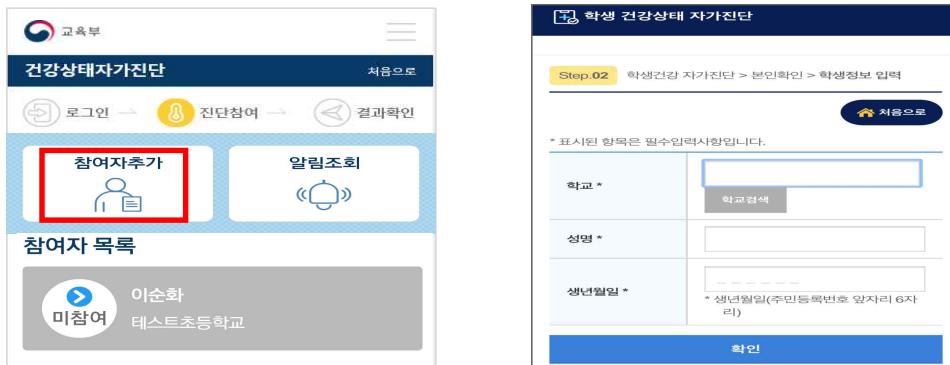 교육부
건강상태자가진단 처음으로
로그인 진단참여 결과확인
참여자추가 알림조회
참여자 목록
미참여
이순화
테스트초등학교
학생 건강상태 자가진단
Step.02 학생건강 자가진단 > 본인확인 > 학생정보 입력
처음으로
* 표시된 항목은 필수입력사항입니다.
학교 *
학교검색
성명 *
생년월일 *
* 생년월일(주민등록번호 앞자리 6자
리)
확인